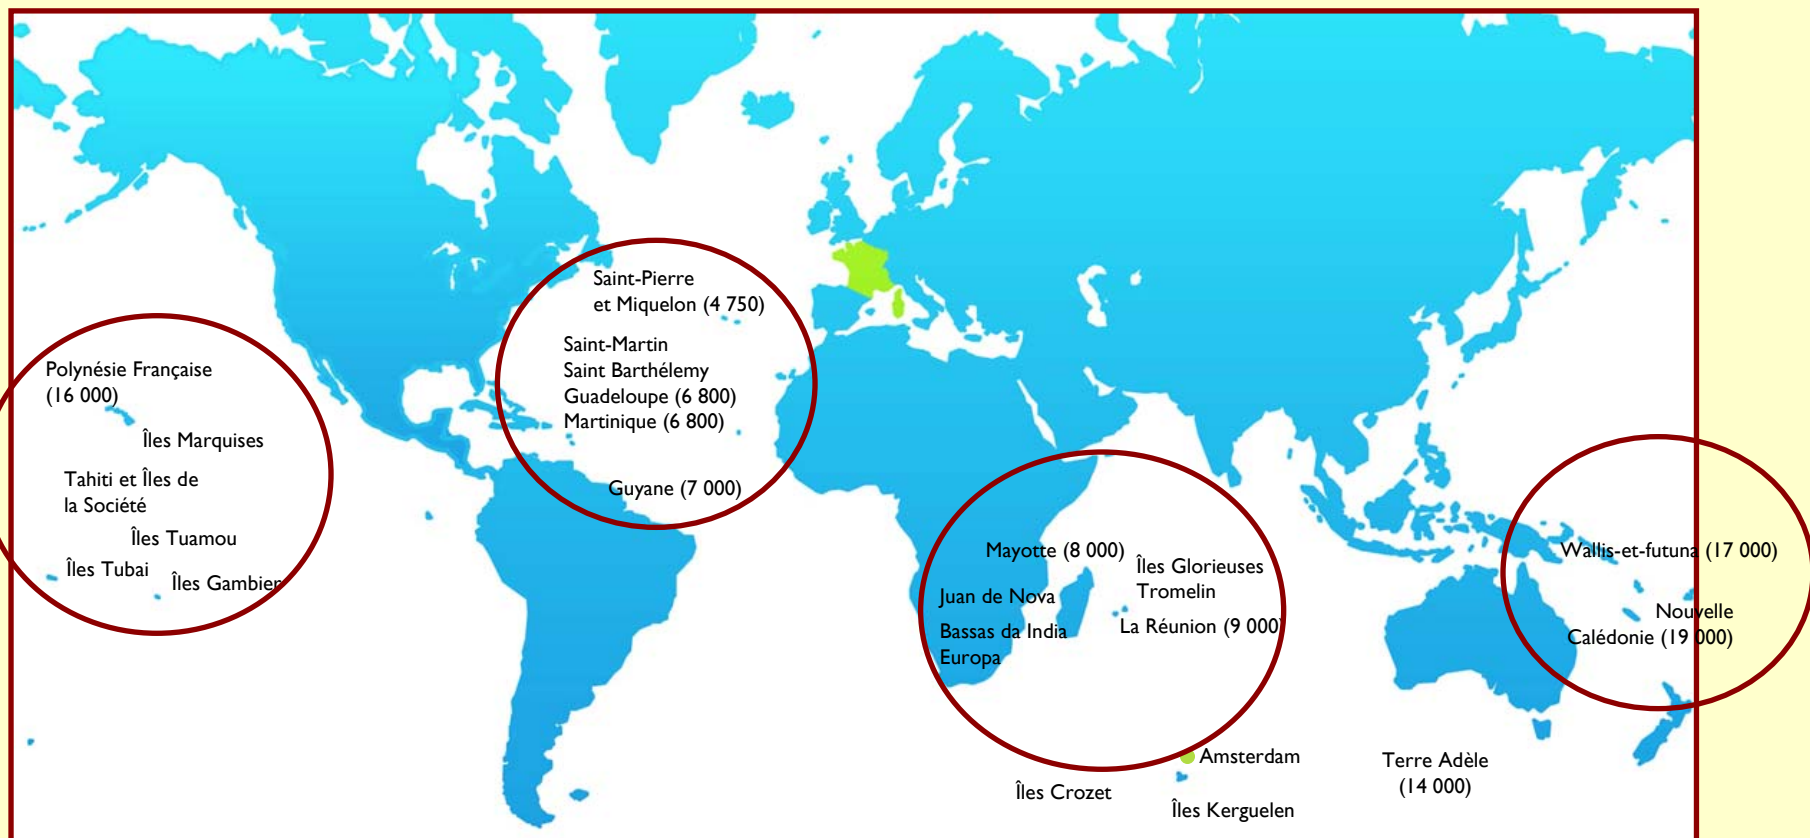 Saint-Pierre
et Miquelon (4 750)
Saint-Martin
Saint Barthélemy
Guadeloupe (6 800)
Martinique (6 800)
Guyane (7 000)
Polynésie Française
(16 000)
Îles Marquises
Tahiti et Îles de
la Société
Îles Tuamou
Îles Tubai
Îles Gambier
Mayotte (8 000)
Îles Glorieuses
Tromelin
Juan de Nova
La Réunion (9 000)
Bassas da India
Europa
Wallis-et-futuna (17 000)
Nouvelle
Calédonie (19 000)
Amsterdam
Îles Crozet
Îles Kerguelen
Terre Adèle
(14 000)